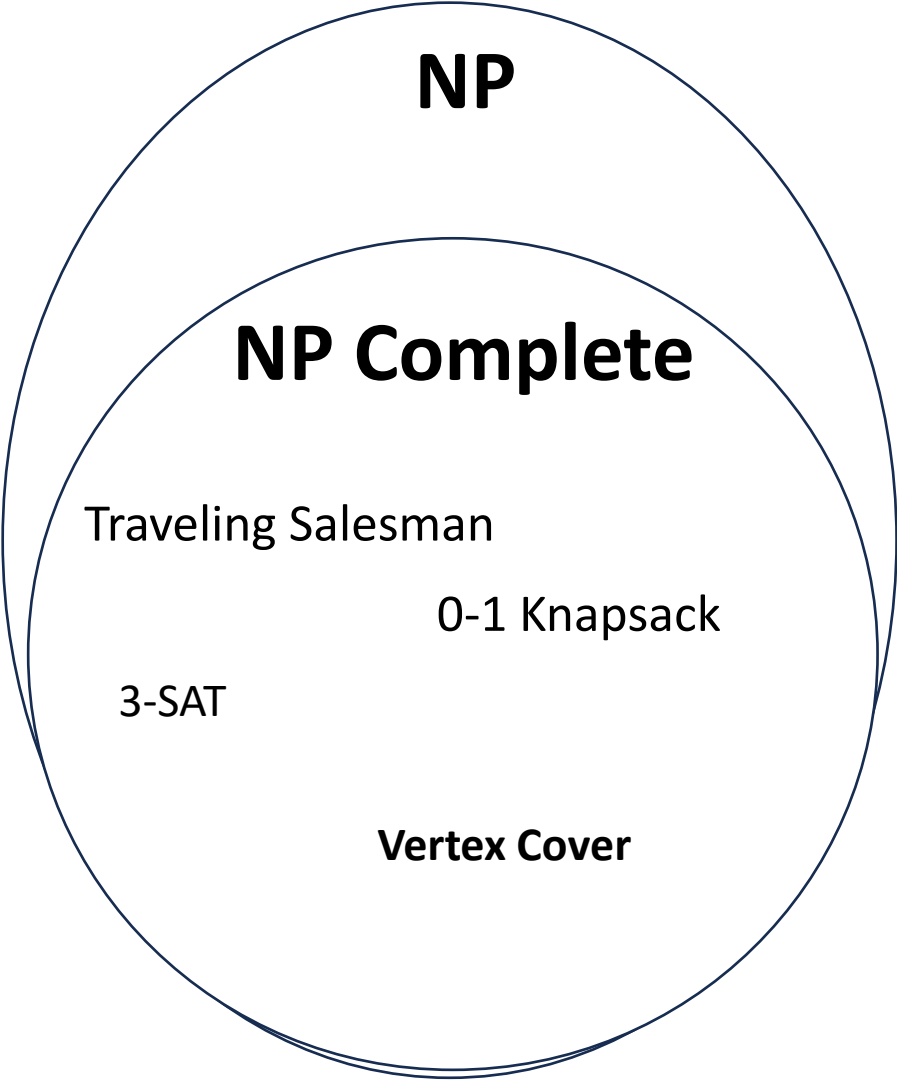 NP
NP Complete
Traveling Salesman
0-1 Knapsack
3-SAT
Vertex Cover